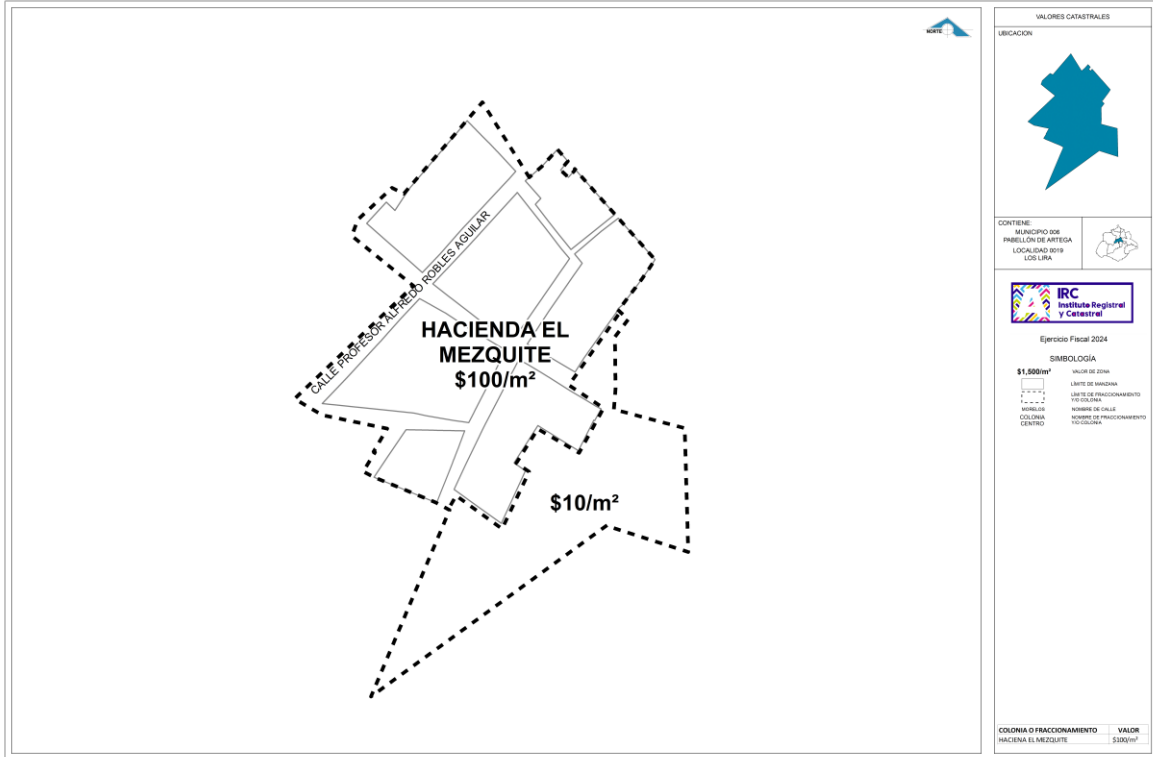 NORTE
CALLE PROFESOR ALFREDO ROBLES AGUILAR
HACIENDA EL
MEZQUITE
$100/m²
$10/m²
VALORES CATASTRALES
UBICACION
CONTIENE:
MUNICIPIO 006
PABELLÓN DE ARTEGA
LOCALIDAD 0019
LOS LIRA
IRC
Instituto Registral
y Catastral
Ejercicio Fiscal 2024
SIMBOLOGÍA
$1,500/m² VALOR DE ZONA
LÍMITE DE MANZANA
LÍMITE DE FRACCIONAMIENTO
Y/O COLONIA
MORELOS NOMBRE DE CALLE
COLONIA
CENTRO
NOMBRE DE FRACCIONAMIENTO
Y/O COLONIA
COLONIA O FRACCIONAMIENTO VALOR
HACIENA EL MEZQUITE $100/m²